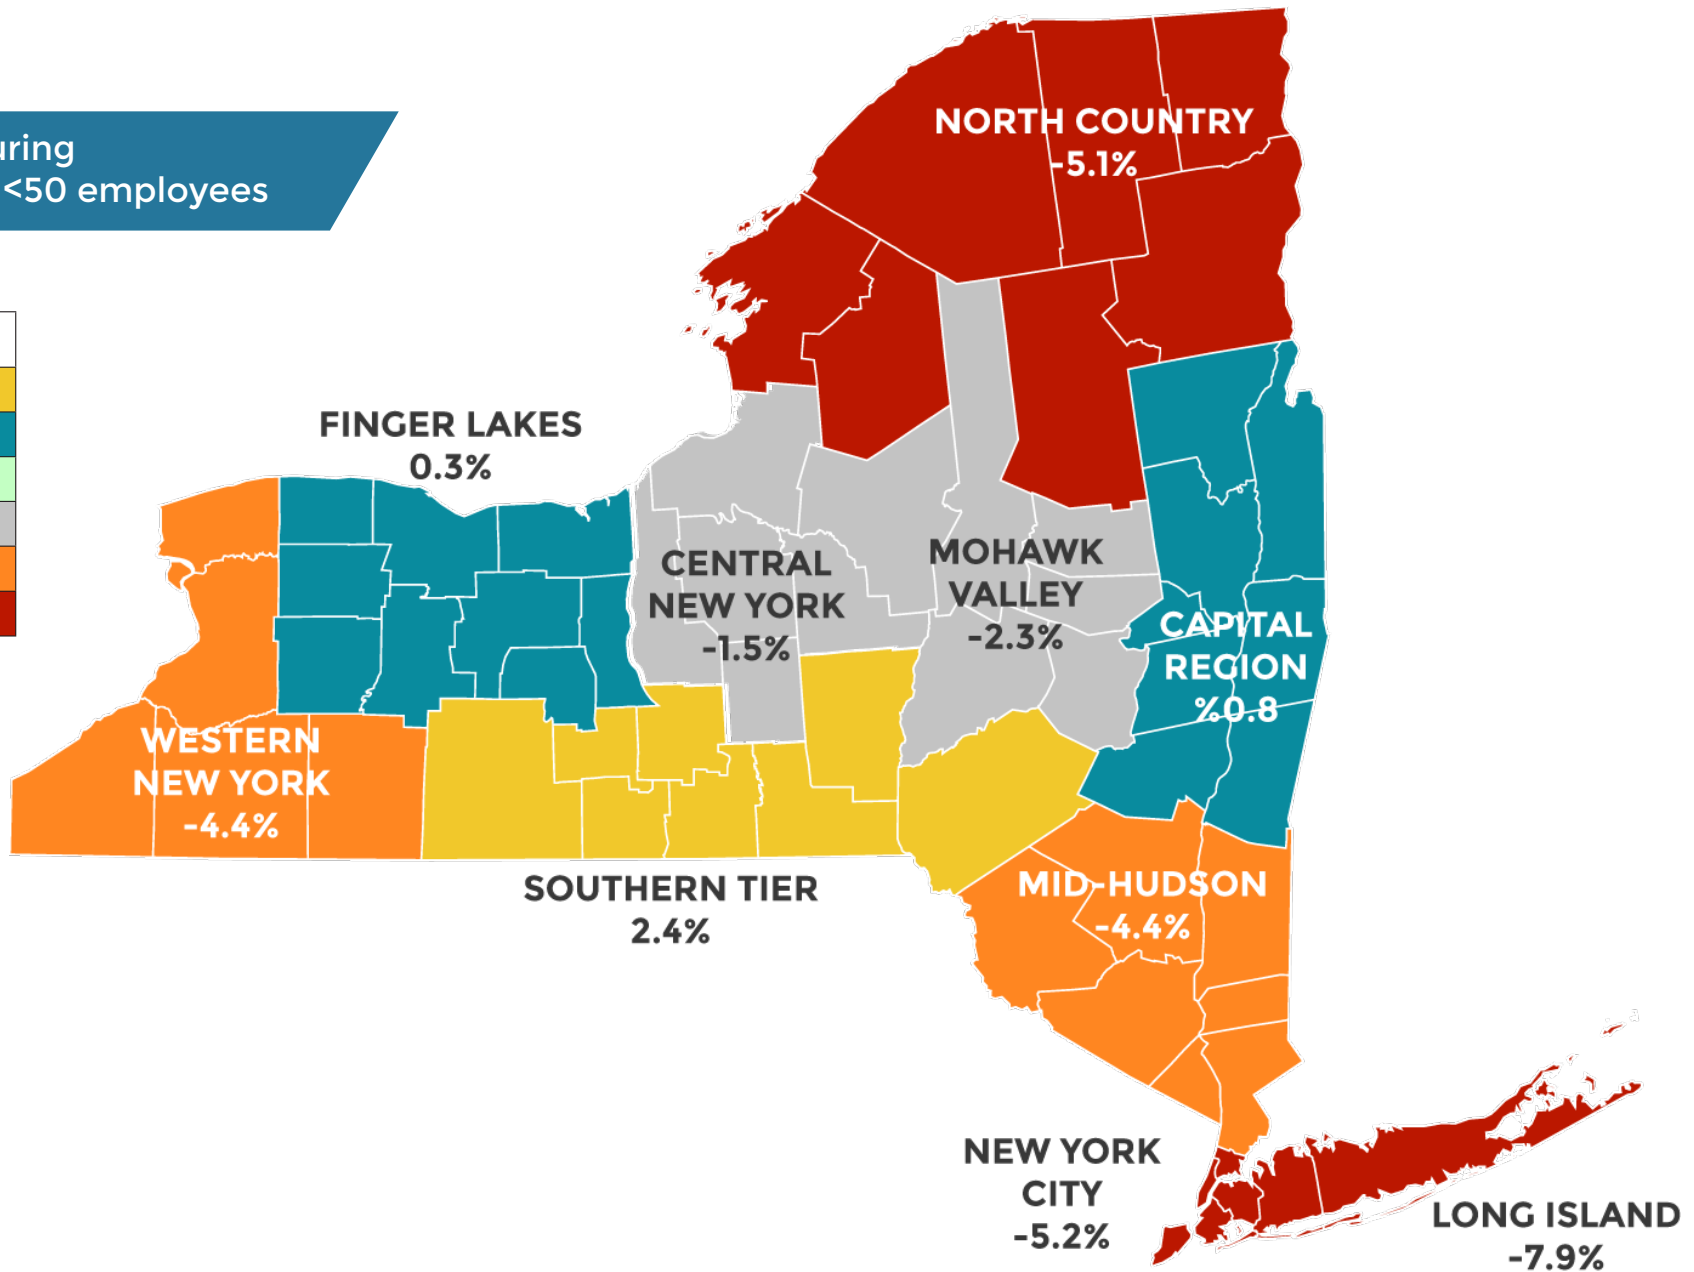 <50 employees
NORTH COUNTRY
-5.1%
FINGER LAKES
0.3%
CENTRAL
NEW YORK
-1.5%
MOHAWK
VALLEY
-2.3%
CAPITAL
REGION
%0.8
WESTERN
NEW YORK
-4.4%
SOUTHERN TIER
2.4%
MID-HUDSON
-4.4%
NEW YORK
CITY
-5.2%
LONG ISLAND
-7.9%